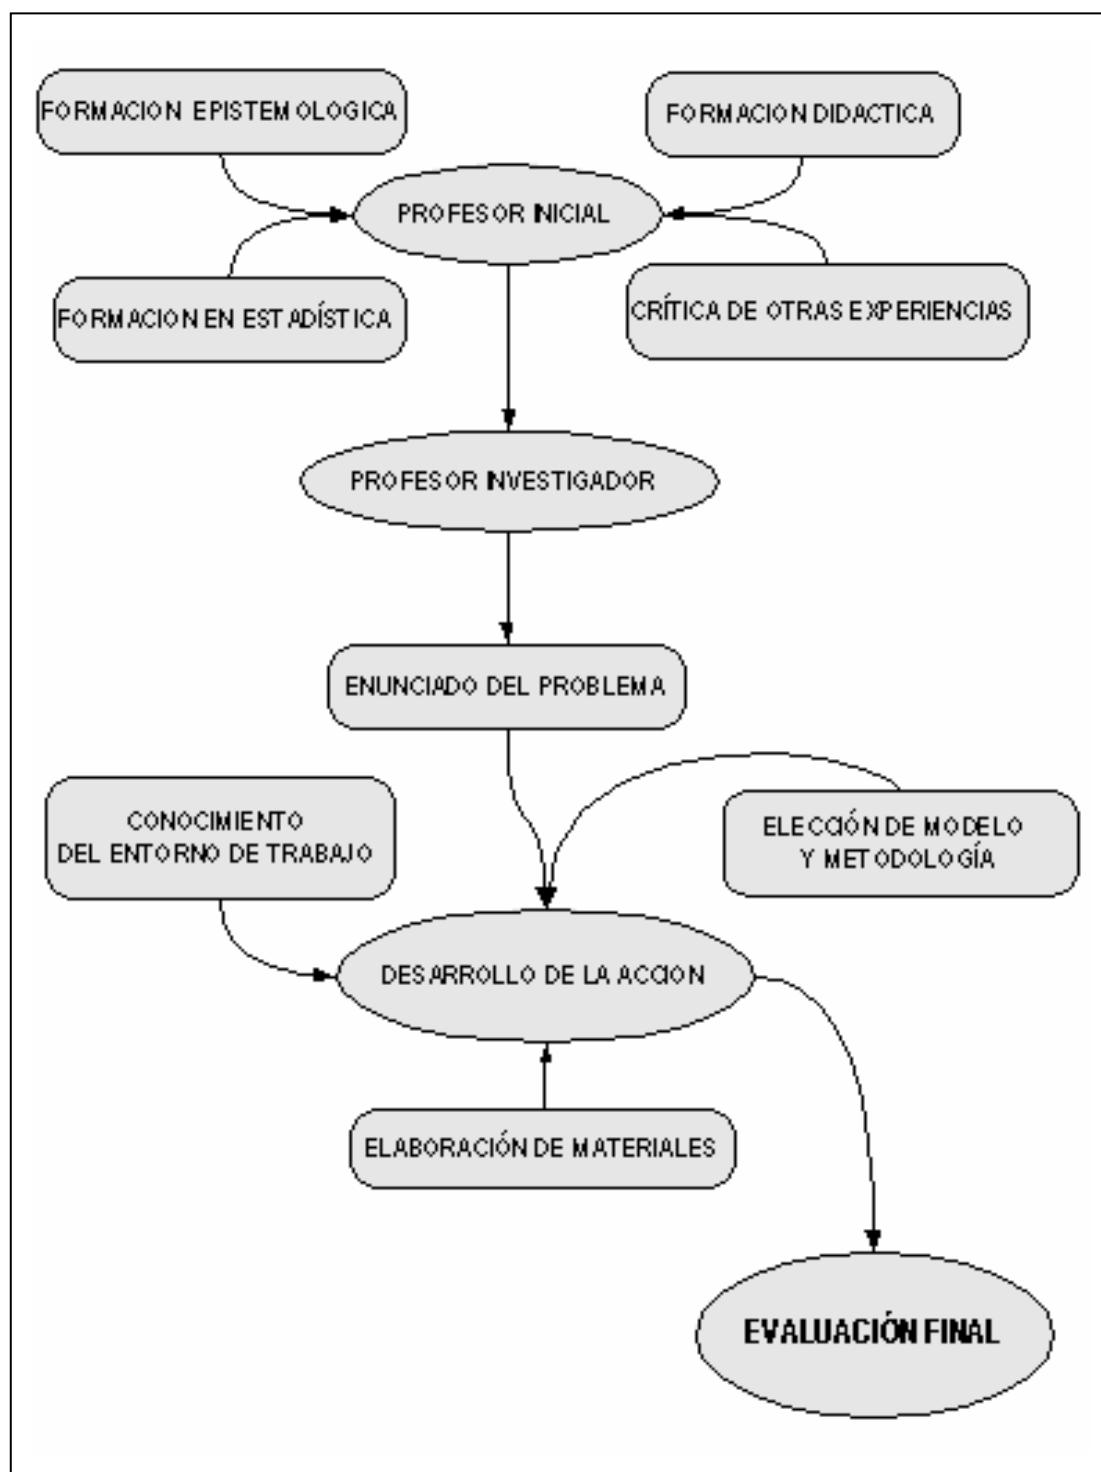 FORMACION EPISTEMOLOGICA
FORMACION DIDACTICA
PROFESOR INICIAL
FORMACION EN ESTADÍSTICA
CRÍTICA DE OTRAS EXPERIENCIAS
PROFESOR INVESTIGADOR
ENUNCIADO DEL PROBLEMA
CONOCIMIENTO
DEL ENTORNO DE TRABAJO
ELECCIÓN DE MODELO
Y METODOLOGÍA
DESARROLLO DE LA ACCION
ELABORACIÓN DE MATERIALES
EVALUACIÓN FINAL